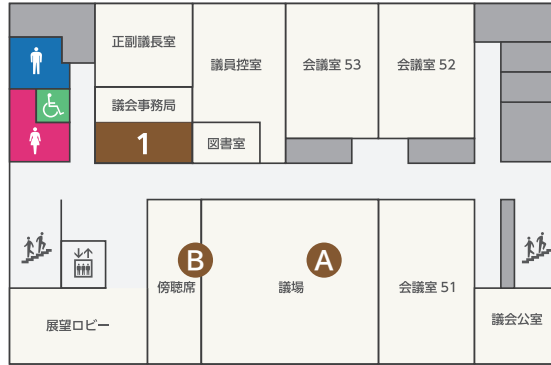 正副議長室
議員控室
会議室 53
会議室 52
議会事務局
1
図書室
B
A
傍聴席
議場
会議室 51
展望ロビー
議会公室